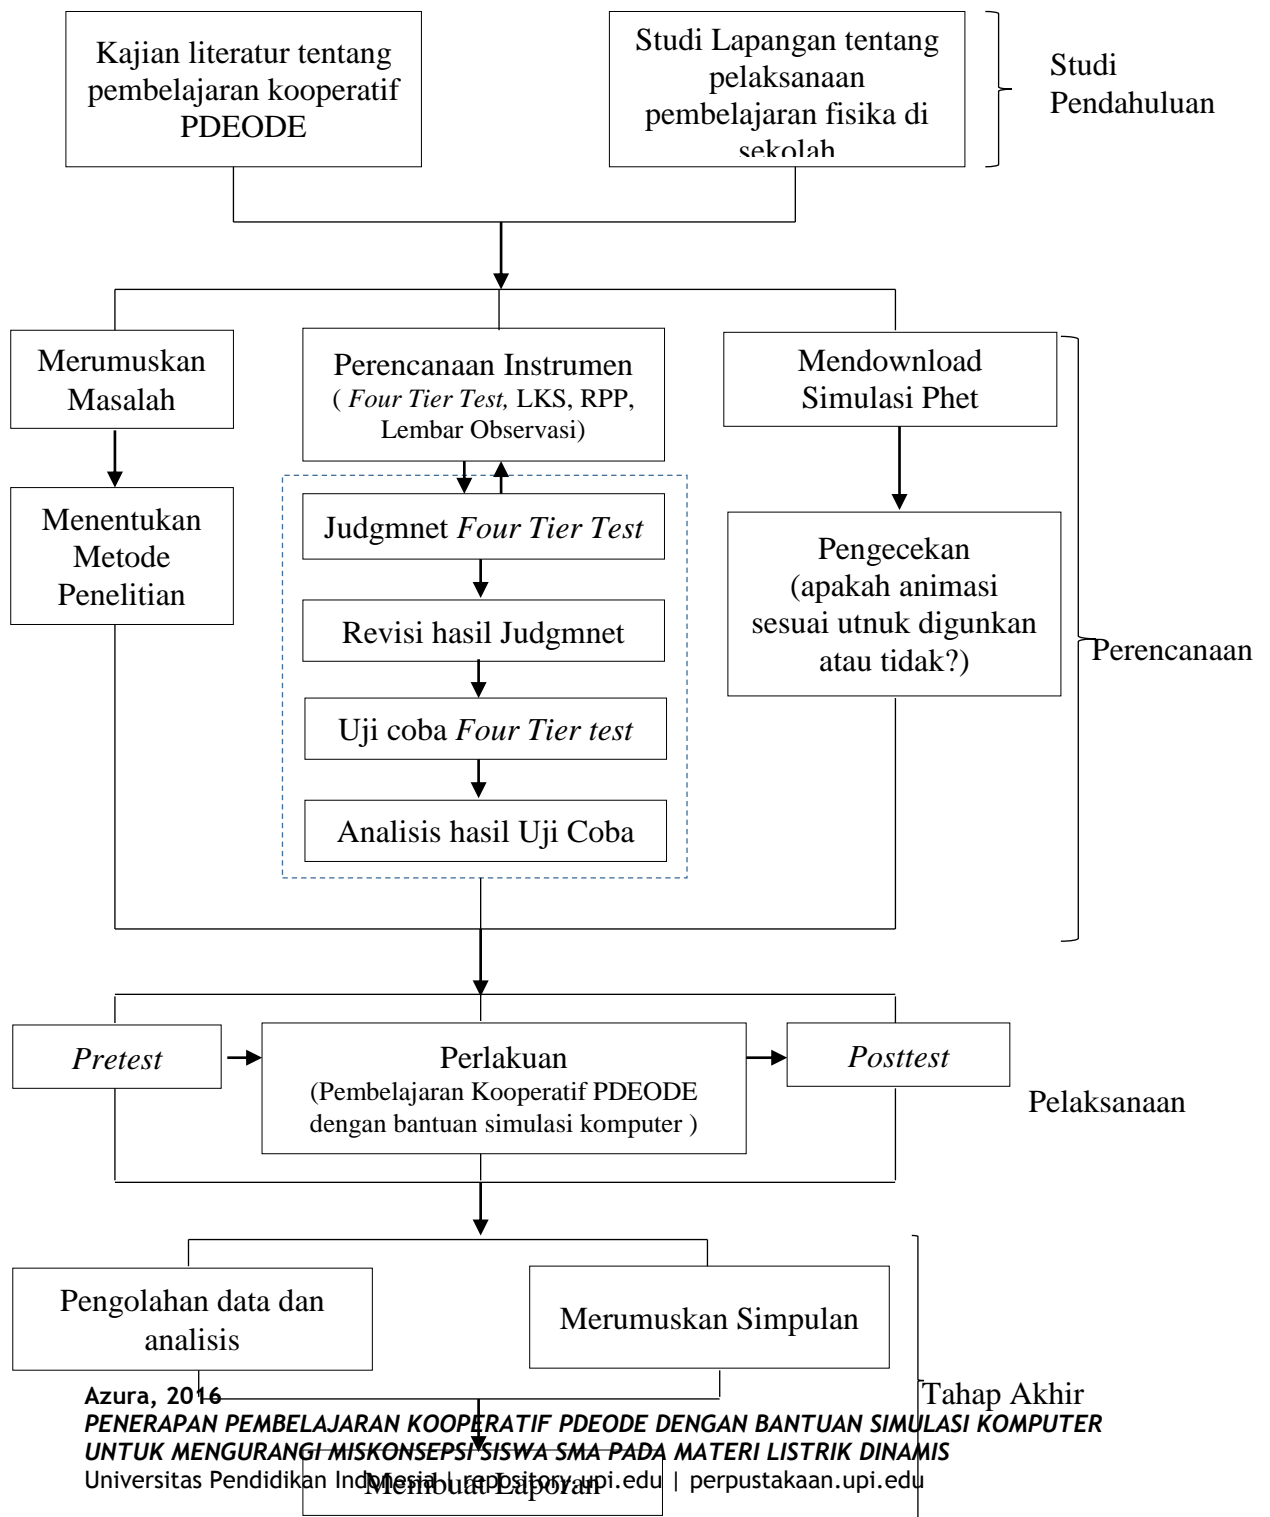 Kajian literatur tentang
pembelajaran kooperatif
PDEODE
Studi Lapangan tentang
pelaksanaan
pembelajaran fisika di
sekolah
Studi
Pendahuluan
Merumuskan
Masalah
Perencanaan Instrumen
( Four Tier Test, LKS, RPP,
Lembar Observasi)
Mendownload
Simulasi Phet
Menentukan
Metode
Penelitian
Judgmnet Four Tier Test
Revisi hasil Judgmnet
Uji coba Four Tier test
Analisis hasil Uji Coba
Pengecekan
(apakah animasi
sesuai utnuk digunkan
atau tidak?)
Perencanaan
Pretest
Perlakuan
(Pembelajaran Kooperatif PDEODE
dengan bantuan simulasi komputer )
Posttest
Pelaksanaan
Pengolahan data dan
analisis
Merumuskan Simpulan
Tahap Akhir
Azura, 2016
PENERAPAN PEMBELAJARAN KOOPERATIF PDEODE DENGAN BANTUAN SIMULASI KOMPUTER
UNTUK MENGURANGI MISKONSEPSI SISWA SMA PADA MATERI LISTRIK DINAMIS
Universitas Pendidikan Indonesia | repository.upi.edu | perpustakaan.upi.edu
Membuat Laporan